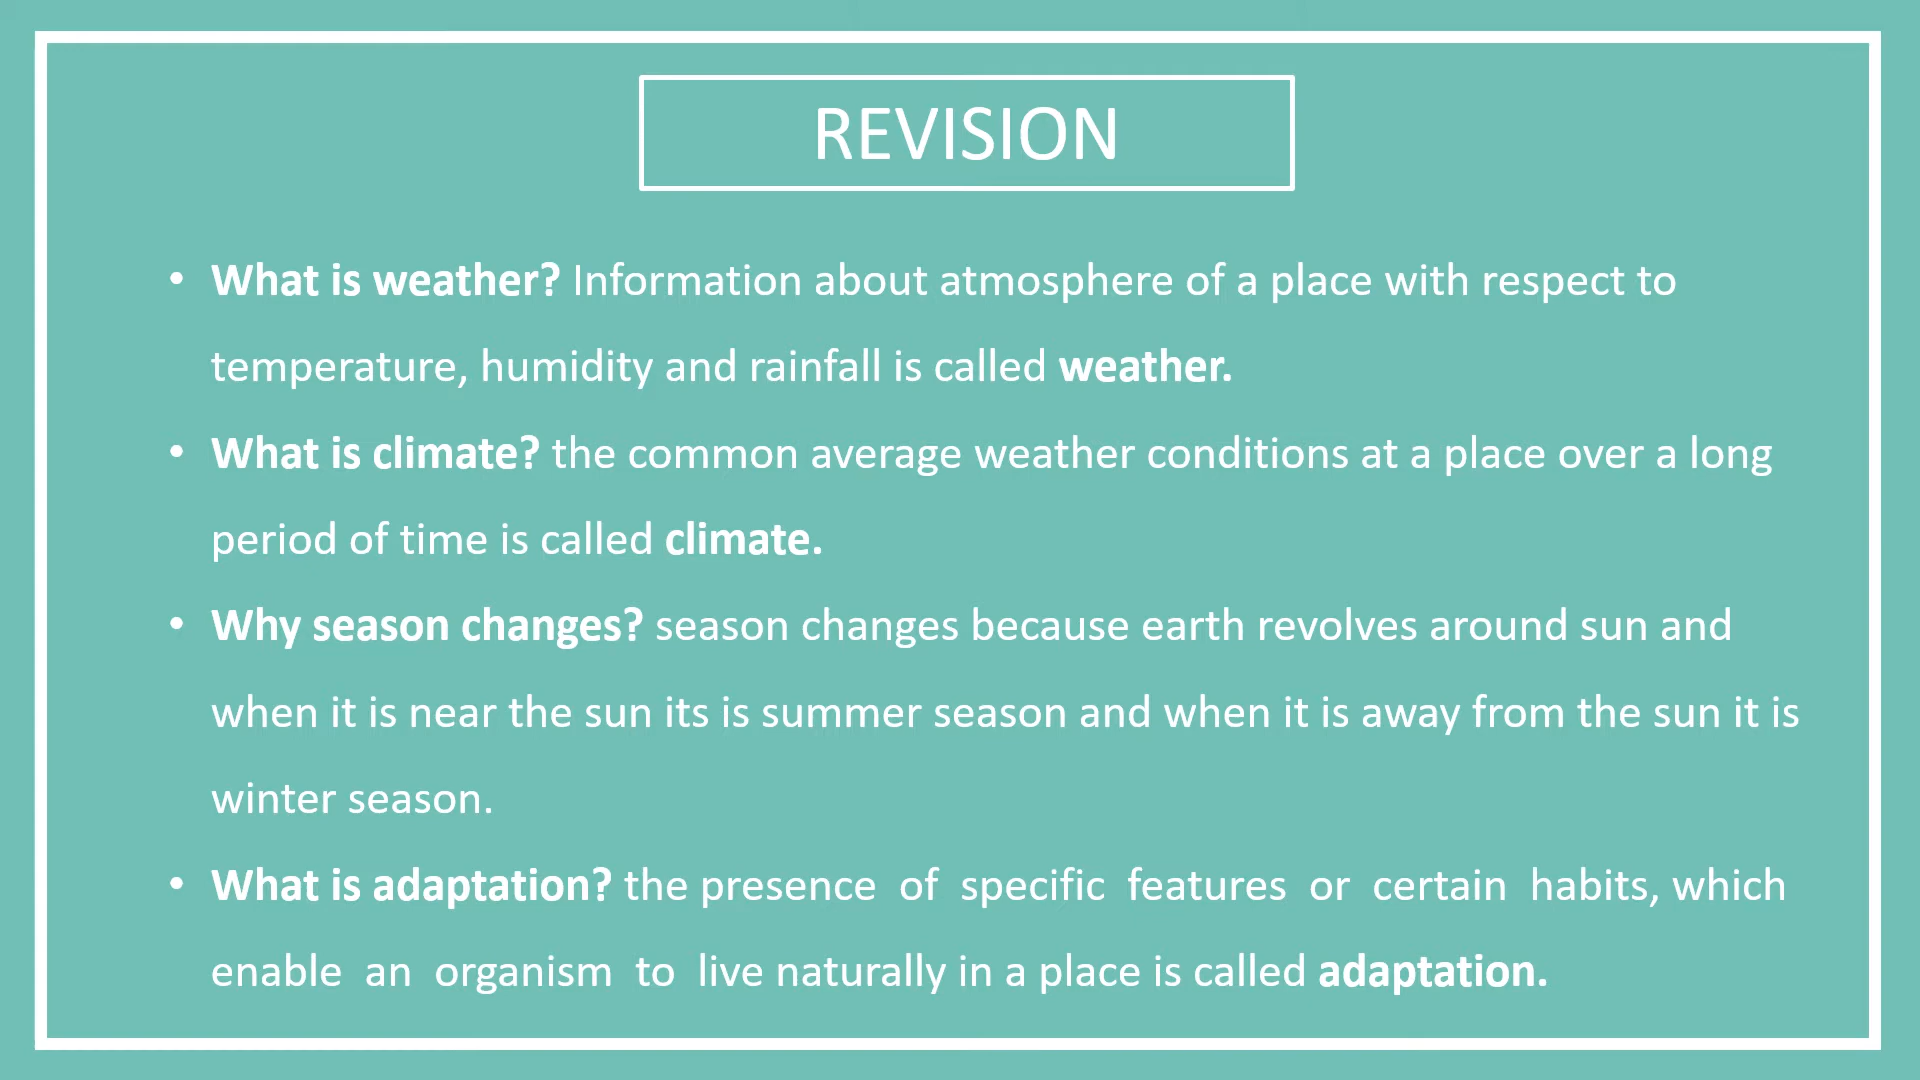 REVISION
• What is weather? Information about atmosphere of a place with respect to
temperature, humidity and rainfall is called weather.
• What is climate? the common average weather conditions at a place over a long
period of time is called climate.
• Why season changes? season changes because earth revolves around sun and
when it is near the sun its is summer season and when it is away from the sun it is
winter season.
• What is adaptation? the presence of specific features or certain habits, which
enable an organism to live naturally in a place is called adaptation.